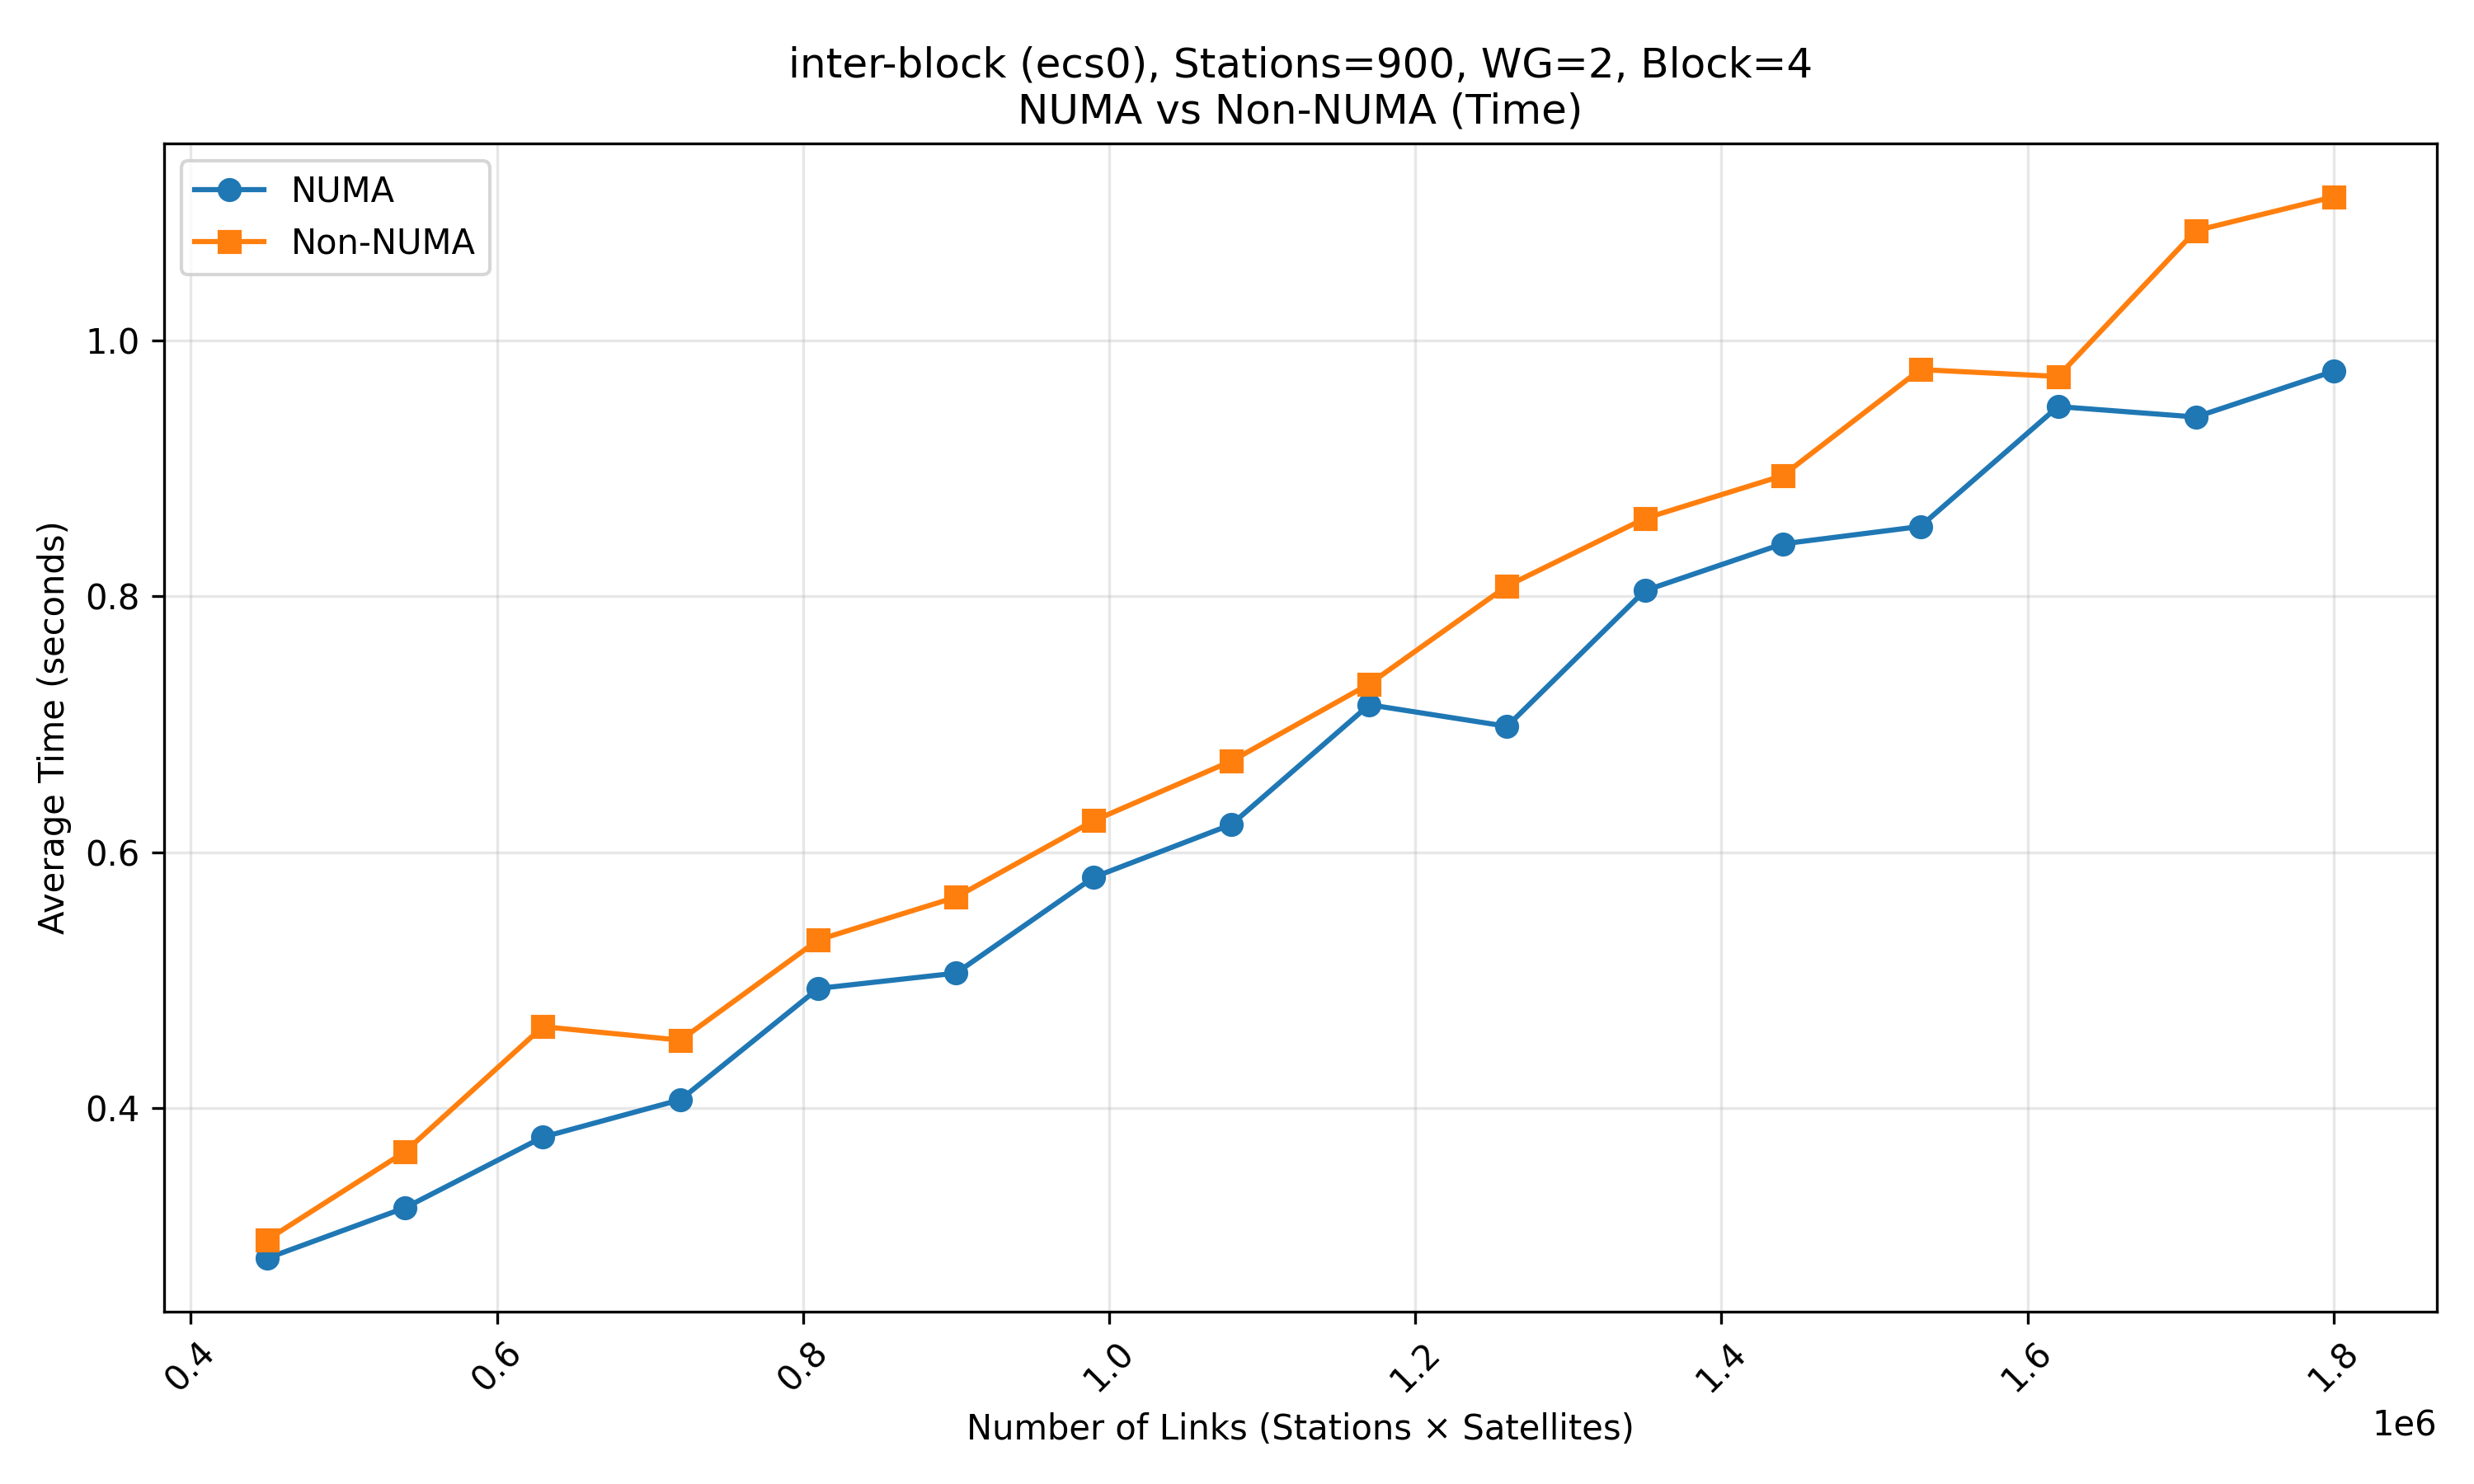 inter-block (ecs0), Stations=900, WG=2, Block=4
NUMA vs Non-NUMA (Time)
NUMA
Non-NUMA
Average Time (seconds)
1.0
0.8
0.6
0.4
0.4
0.6
0.8
1.0
1.2
1.4
1.6
1.8
1e6
Number of Links (Stations × Satellites)